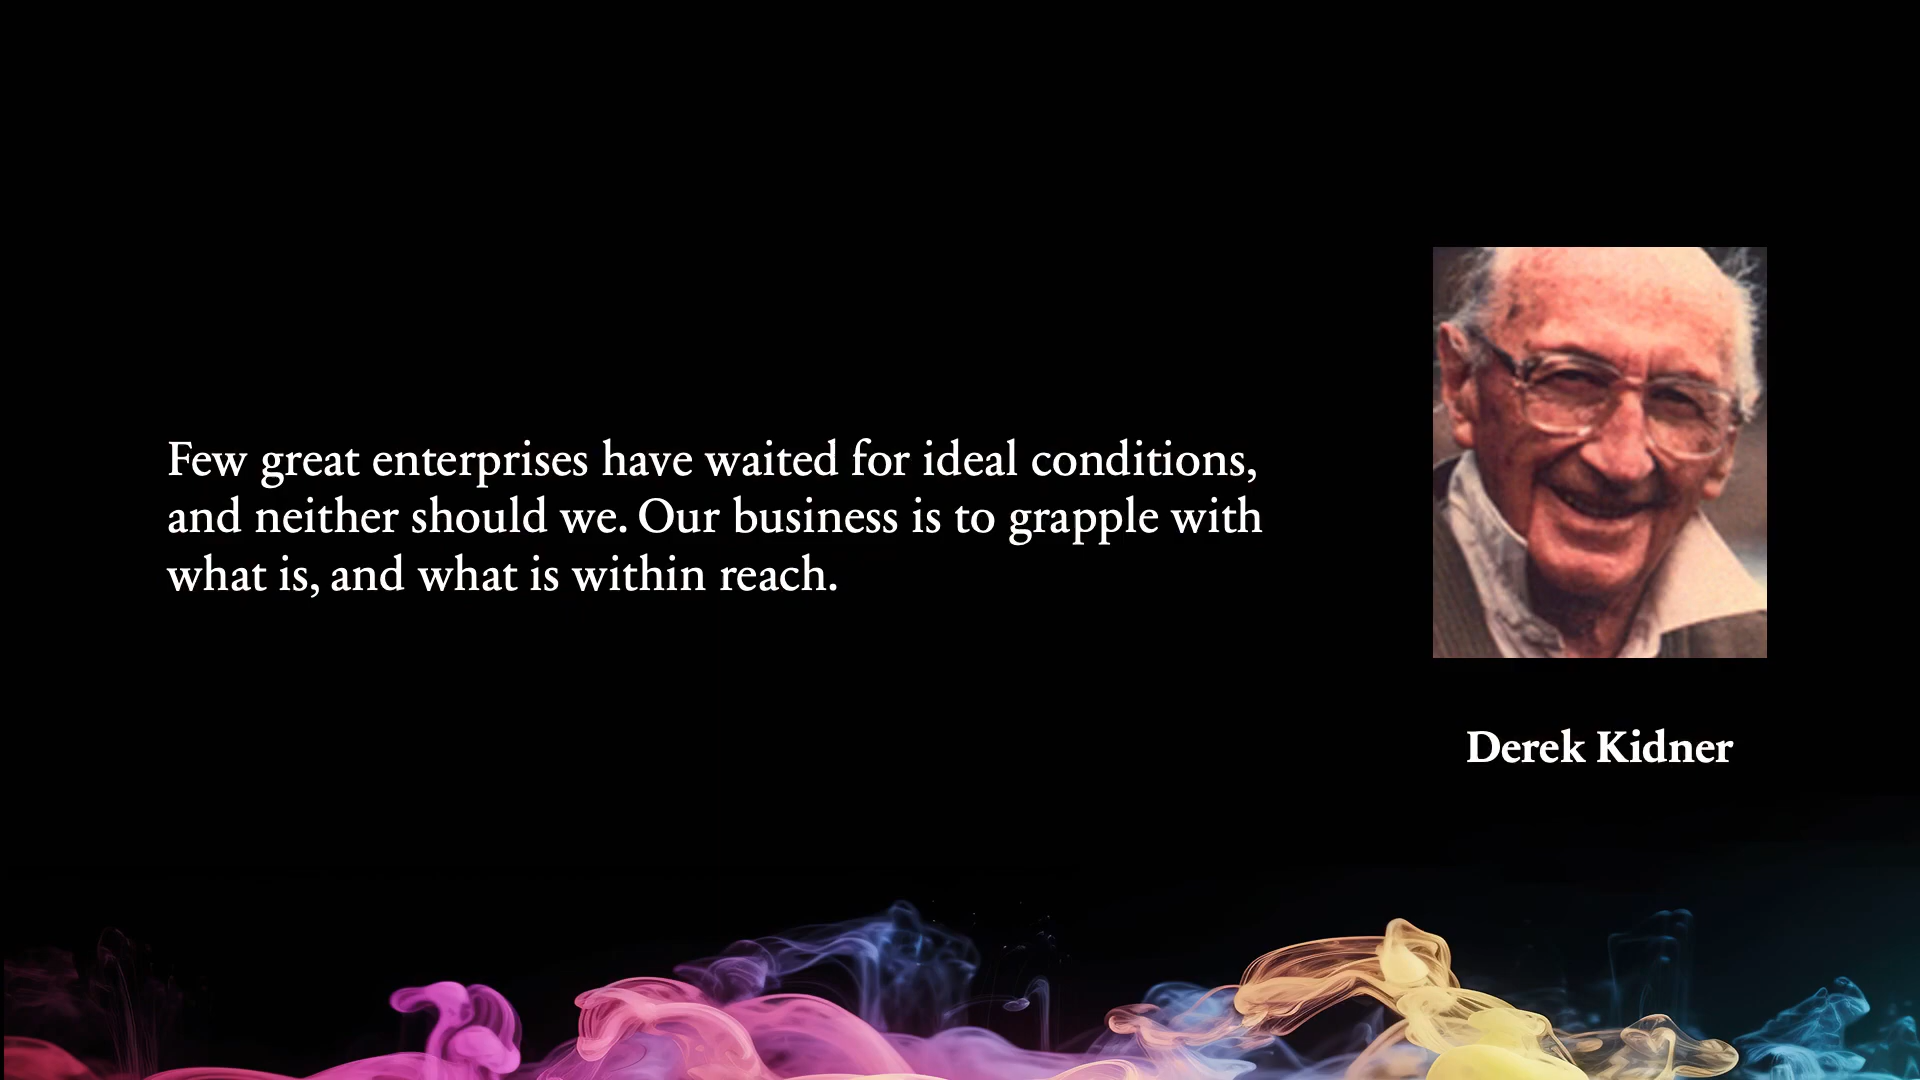 Few great enterprises have waited for ideal conditions,
and neither should we. Our business is to grapple with
what is, and what is within reach.
Derek Kidner